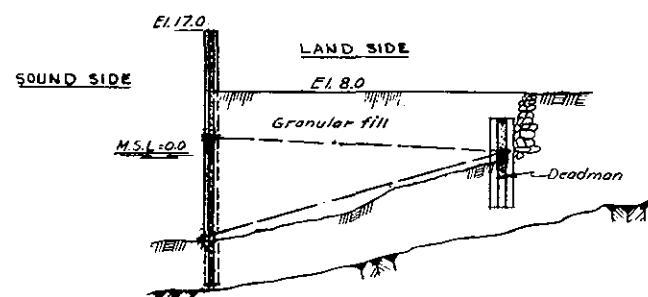 El. 17.0
LAND SIDE
SOUND SIDE
El. 8.0
Granular fill
M.S.L = 0.0
Deadman